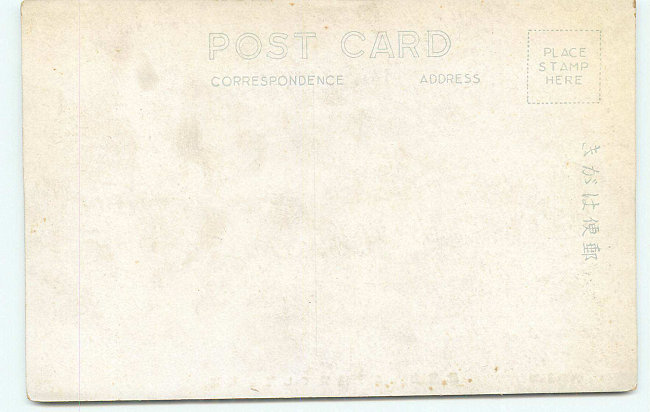 POST CARD
CORRESPONDENCE ADDRESS
PLACE
STAMP
HERE
きがは便郵